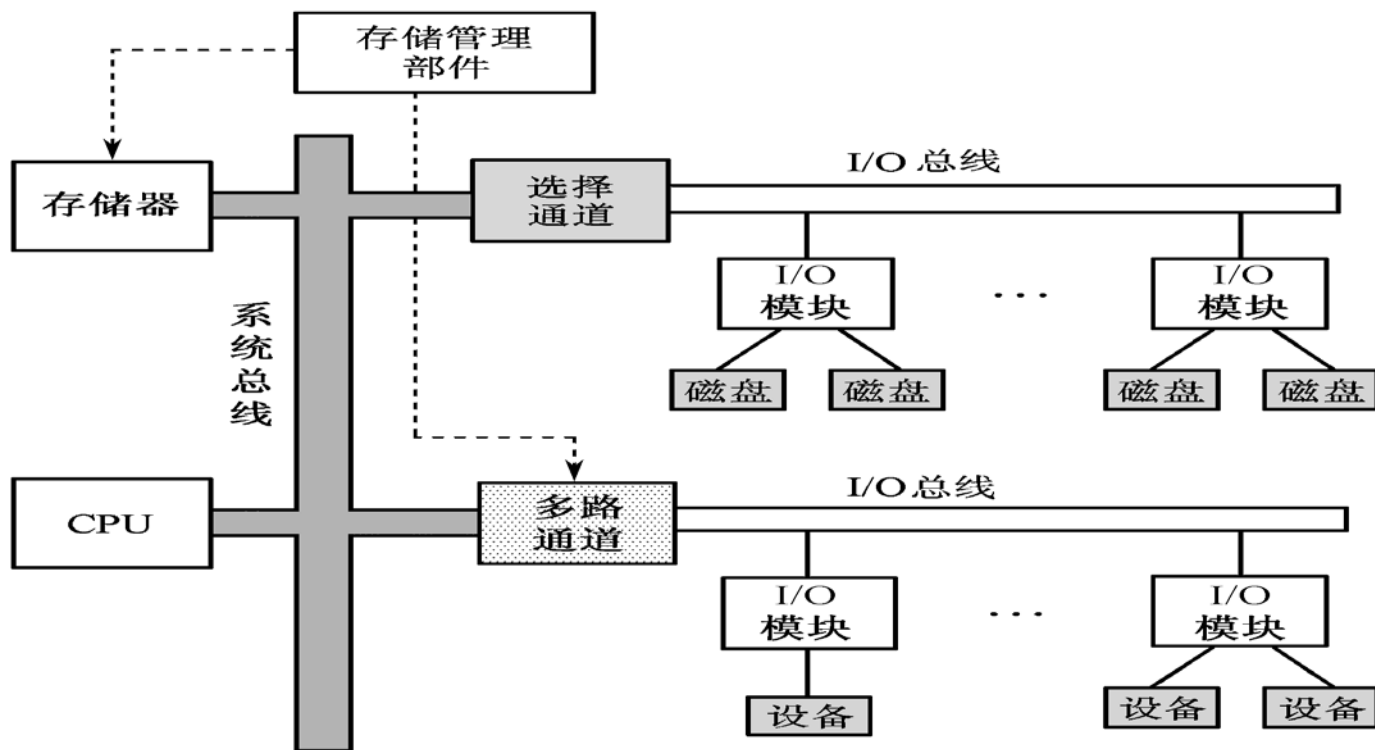 存储管理
部件
I/O 总线
存储器
选择
通道
I/O
模块
···
I/O
模块
系统总线
磁盘
磁盘
磁盘
磁盘
I/O 总线
CPU
多路
通道
I/O
模块
···
I/O
模块
设备
设备
设备